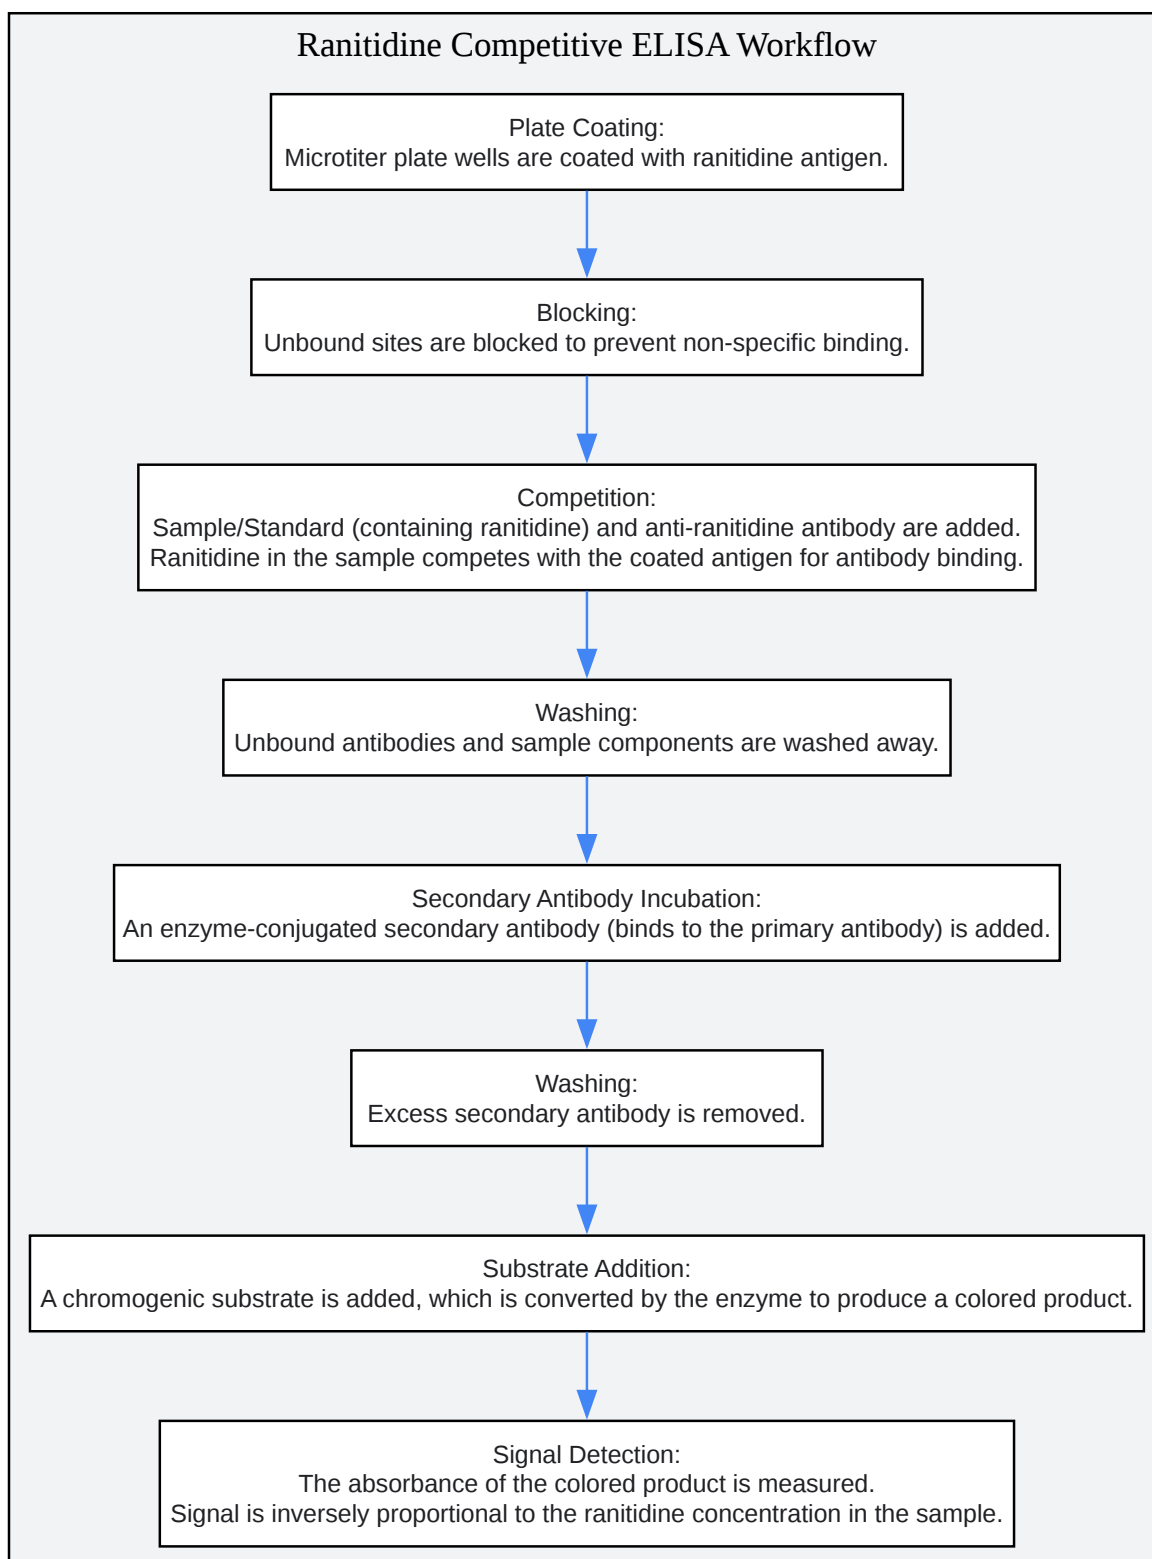 Ranitidine Competitive ELISA Workflow
Plate Coating:
Microtiter plate wells are coated with ranitidine antigen.
Blocking:
Unbound sites are blocked to prevent non-specific binding.
Competition:
Sample/Standard (containing ranitidine) and anti-ranitidine antibody are added.
Ranitidine in the sample competes with the coated antigen for antibody binding.
Washing:
Unbound antibodies and sample components are washed away.
Secondary Antibody Incubation:
An enzyme-conjugated secondary antibody (binds to the primary antibody) is added.
Washing:
Excess secondary antibody is removed.
Substrate Addition:
A chromogenic substrate is added, which is converted by the enzyme to produce a colored product.
Signal Detection:
The absorbance of the colored product is measured.
Signal is inversely proportional to the ranitidine concentration in the sample.